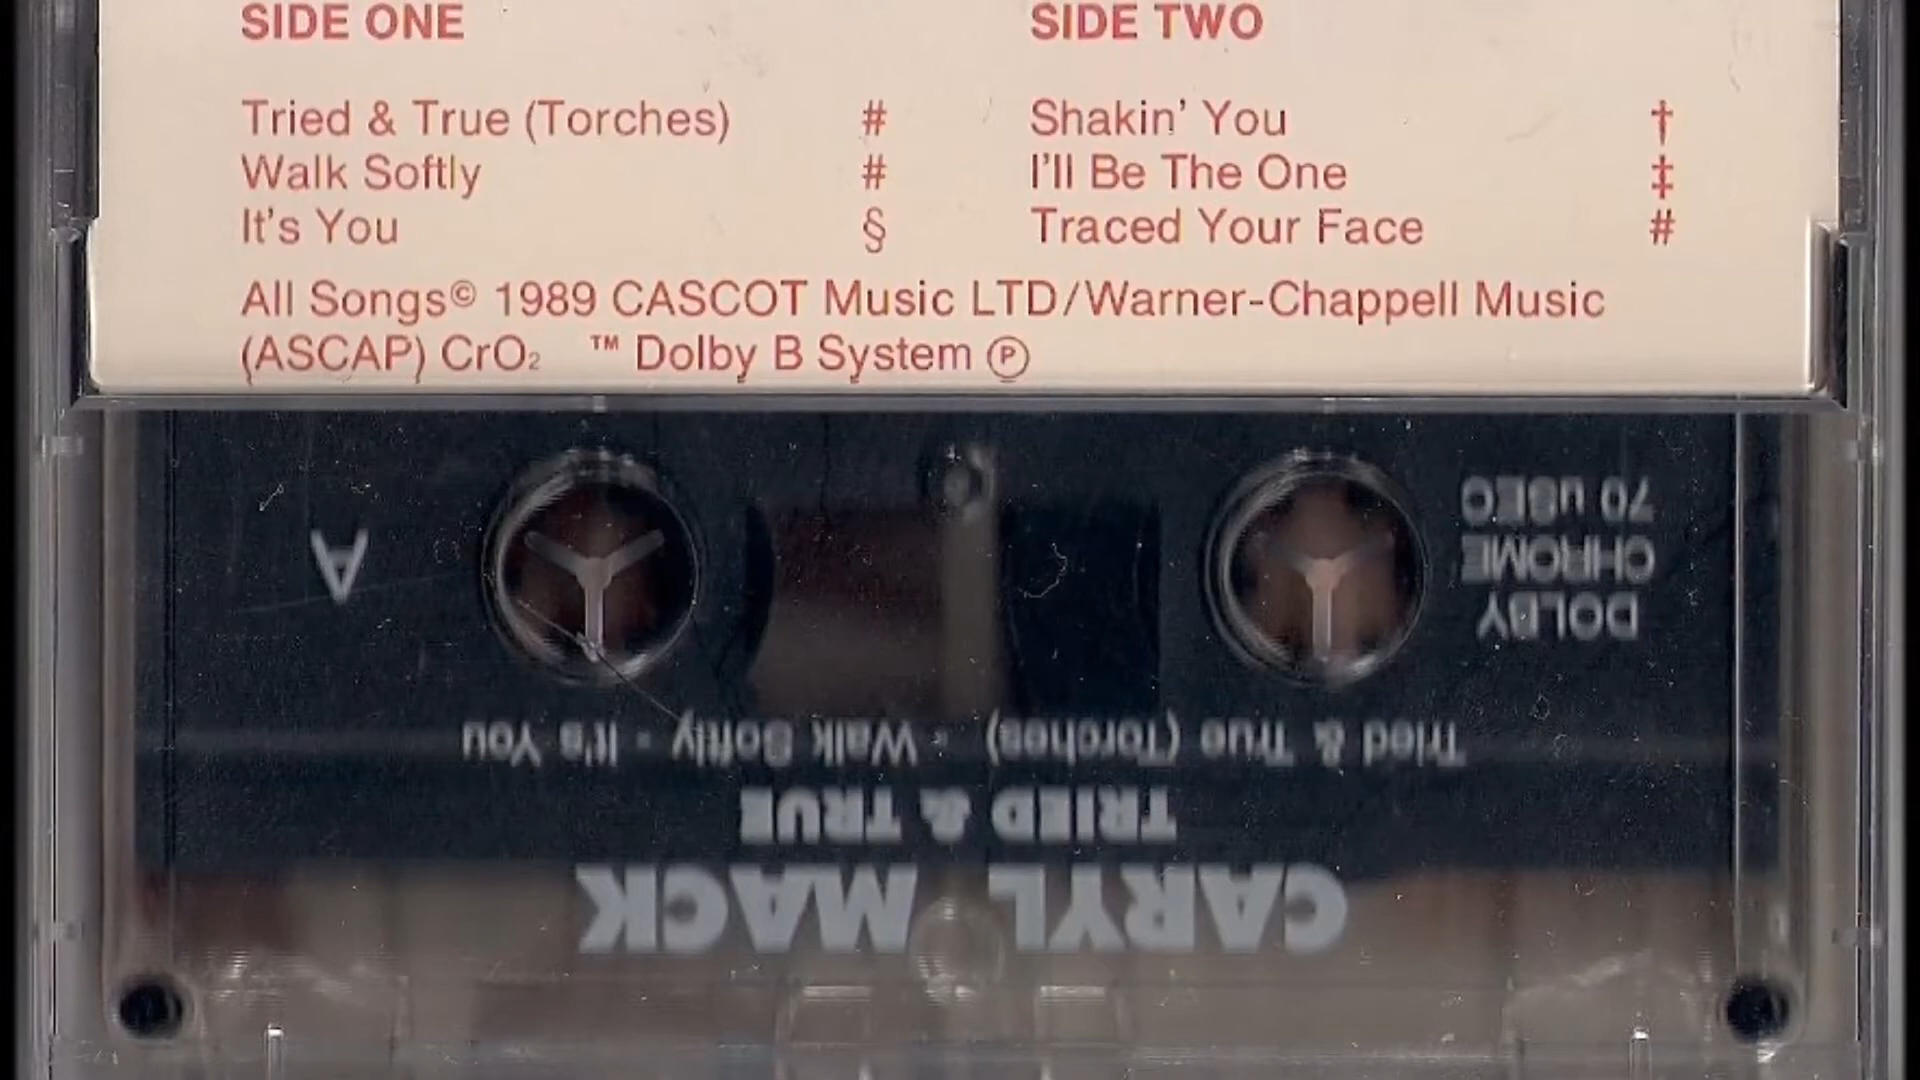 SIDE ONE
Tried & True (Torches) #
Walk Softly #
It's You §
SIDE TWO
Shakin' You †
I'll Be The One ‡
Traced Your Face #
All Songs© 1989 CASCOT Music LTD/Warner-Chappell Music
(ASCAP) CrO₂ ™ Dolby B System Ⓟ
CARYL MACK
TRIED & TRUE
Tried & True (Torches) - Walk Softly - It's You
DOLBY
CHROME
70 uSEC
A